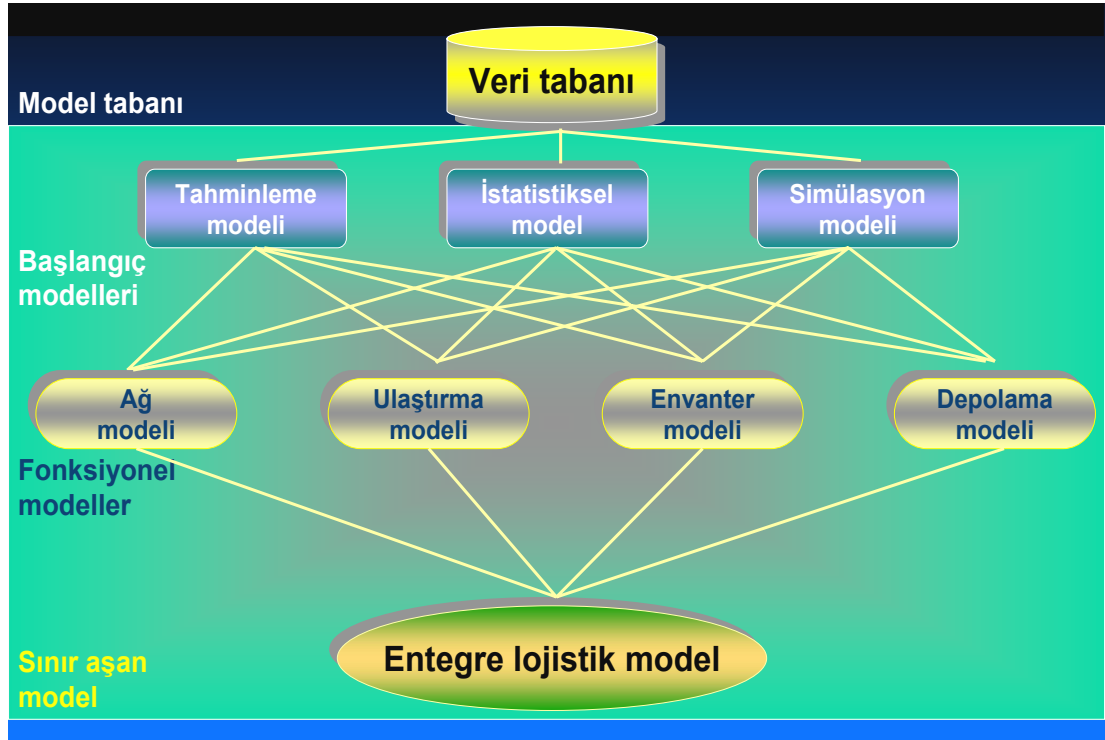 Veri tabanı
Model tabanı
Tahminleme
modeli
İstatistiksel
model
Simülasyon
modeli
Başlangıç
modelleri
Ağ
modeli
Ulaştırma
modeli
Envanter
modeli
Depolama
modeli
Fonksiyonel
modeller
Entegre lojistik model
Sınır aşan
model